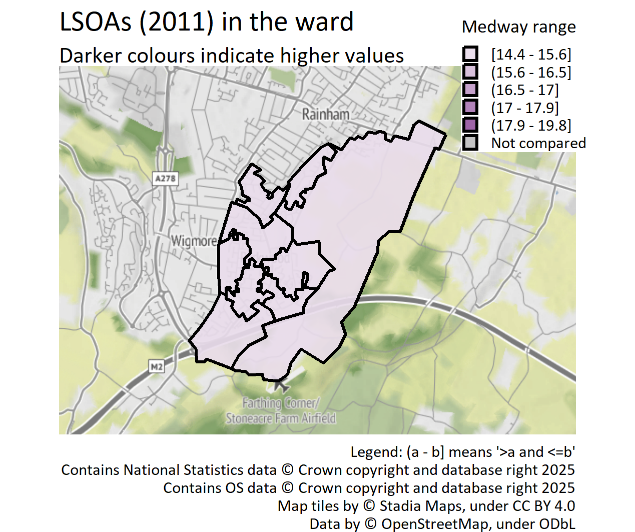 LSOAs (2011) in the ward
Darker colours indicate higher values
Medway range
[14.4 - 15.6]
(15.6 - 16.5]
(16.5 - 17]
(17 - 17.9]
(17.9 - 19.8]
Not compared
Rainham
A278
Wigmore
M2
Farthing Corner/
Stoneacre Farm Airfield
Legend: (a - b] means '>a and <=b'
Contains National Statistics data © Crown copyright and database right 2025
Contains OS data © Crown copyright and database right 2025
Map tiles by © Stadia Maps, under CC BY 4.0
Data by © OpenStreetMap, under ODbL